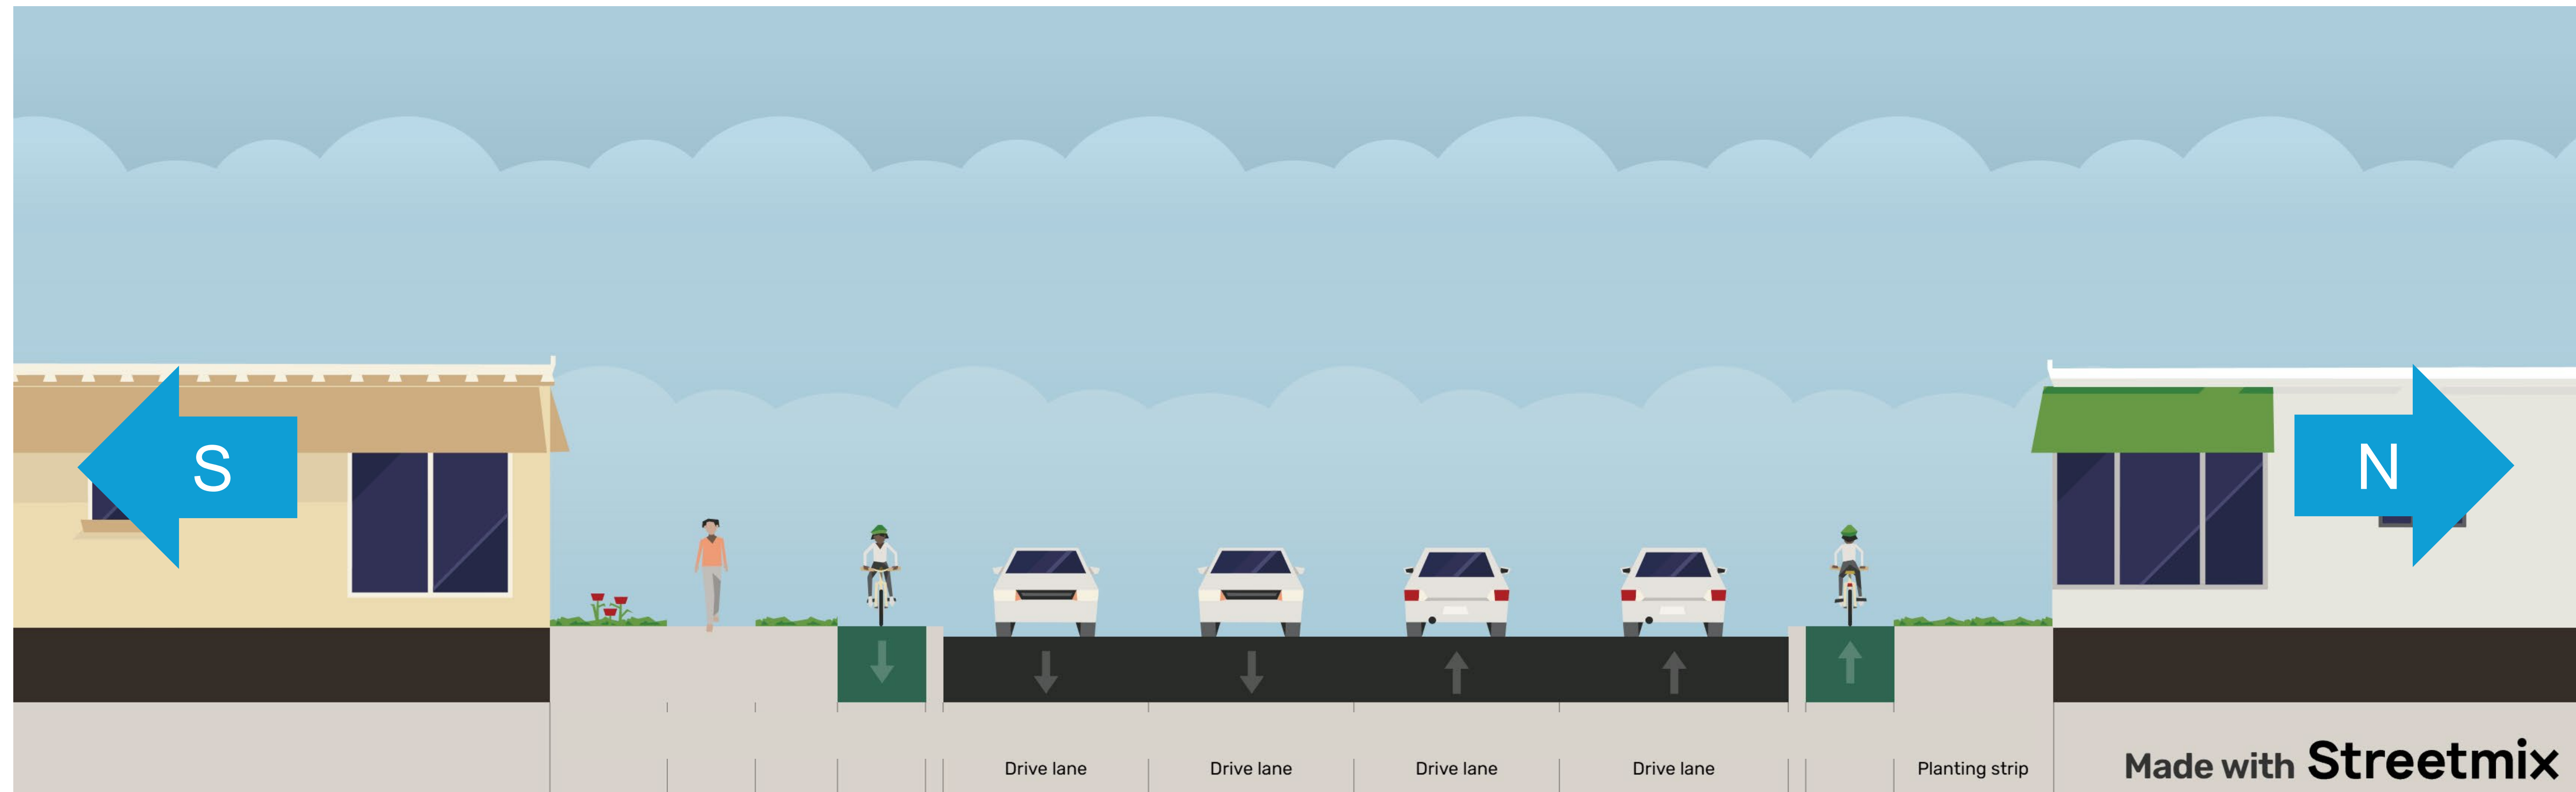 S
N
Drive lane
Drive lane
Drive lane
Drive lane
Planting strip
Made with Streetmix